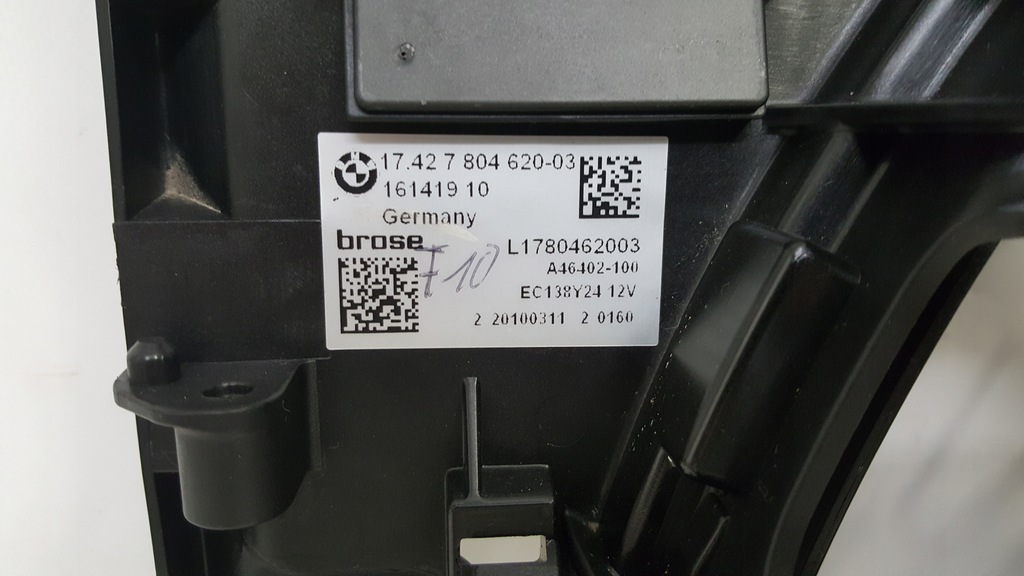 17.42 7 804 620-03
161419 10
Germany
brose
F10
L1780462003
A46402-100
EC138Y24 12V
2 20100311 2 0160